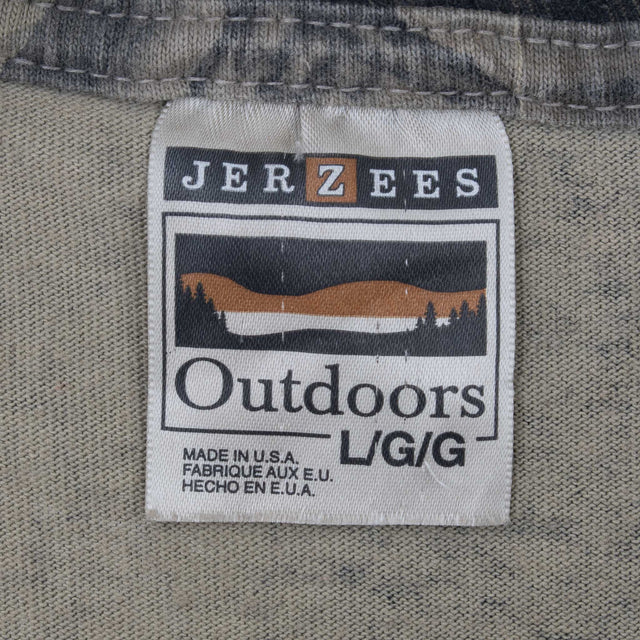 JERZEES
Outdoors
L/G/G
MADE IN U.S.A.
FABRIQUE AUX E.U.
HECHO EN E.U.A.